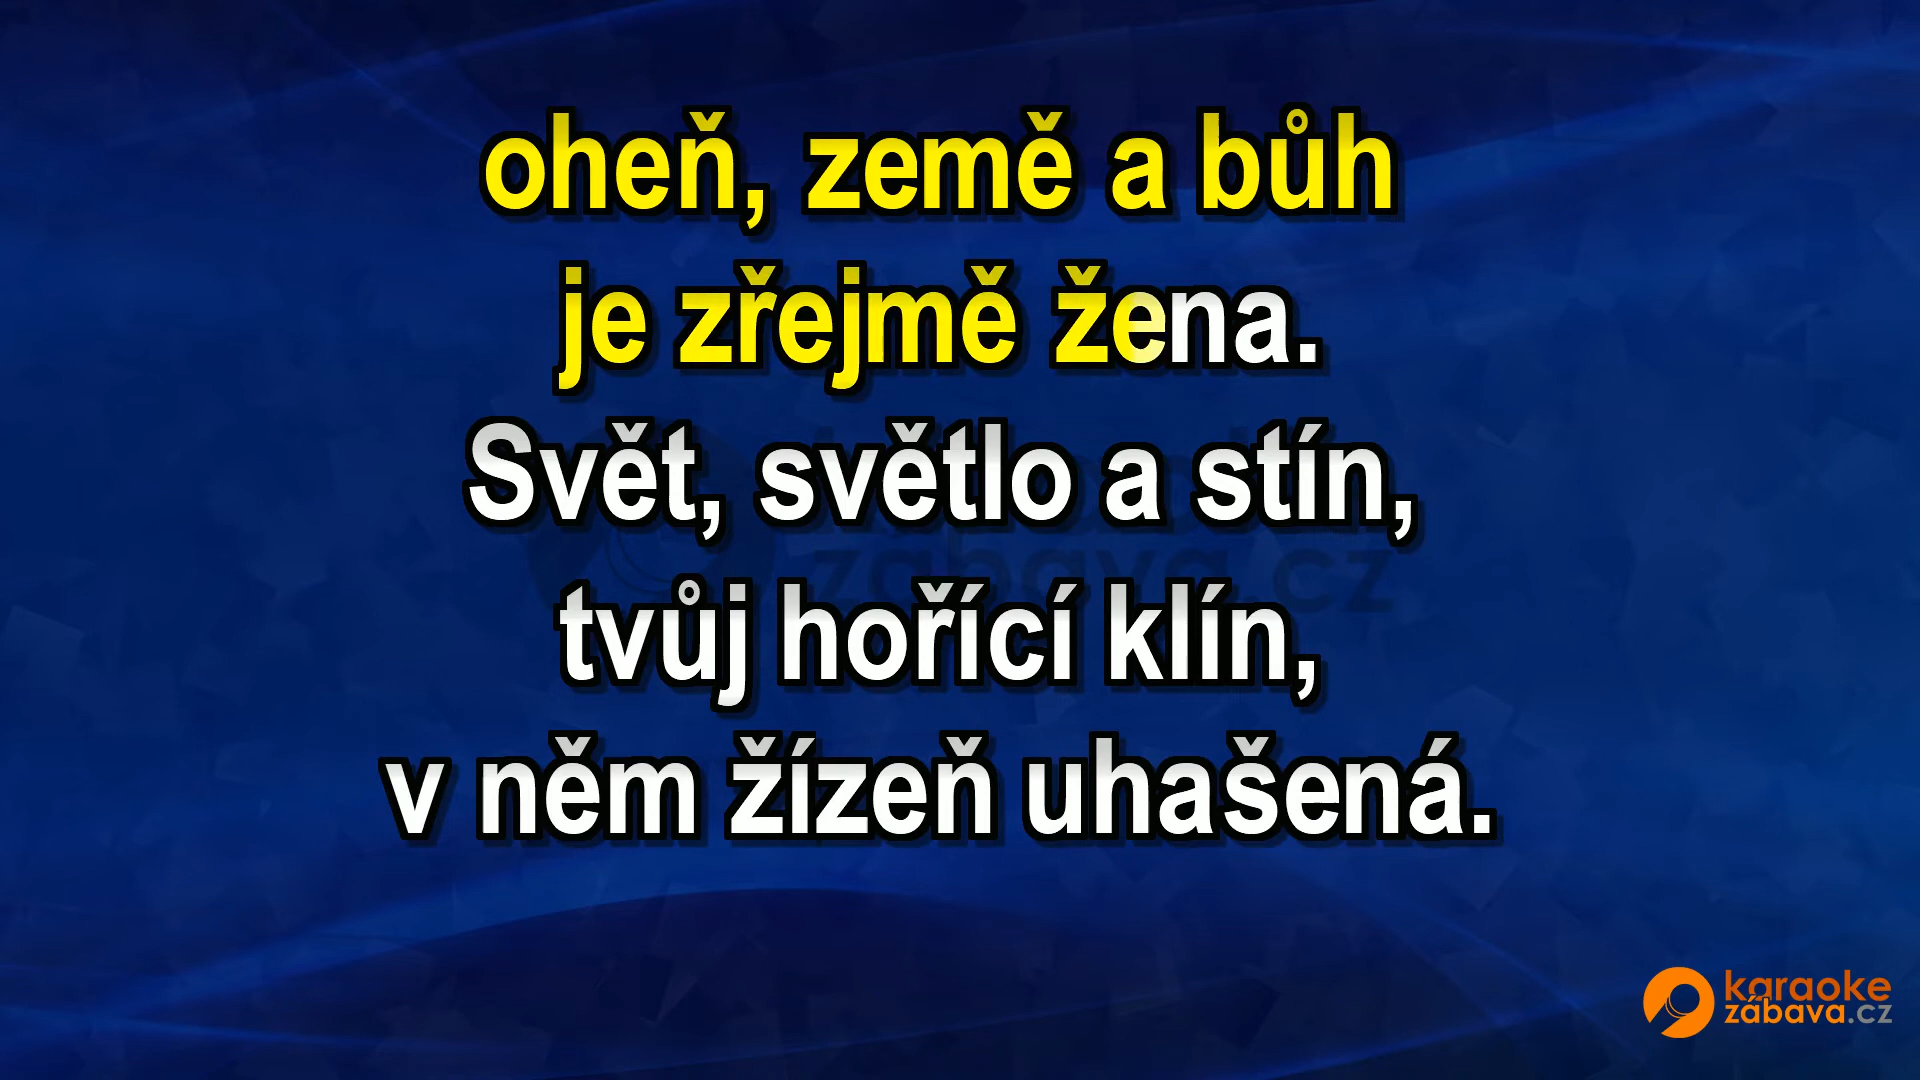 oheň, země a bůh
je zřejmě žena.
Svět, světlo a stín,
tvůj hořící klín,
v něm žízeň uhašená.
karaoke
zábava.cz